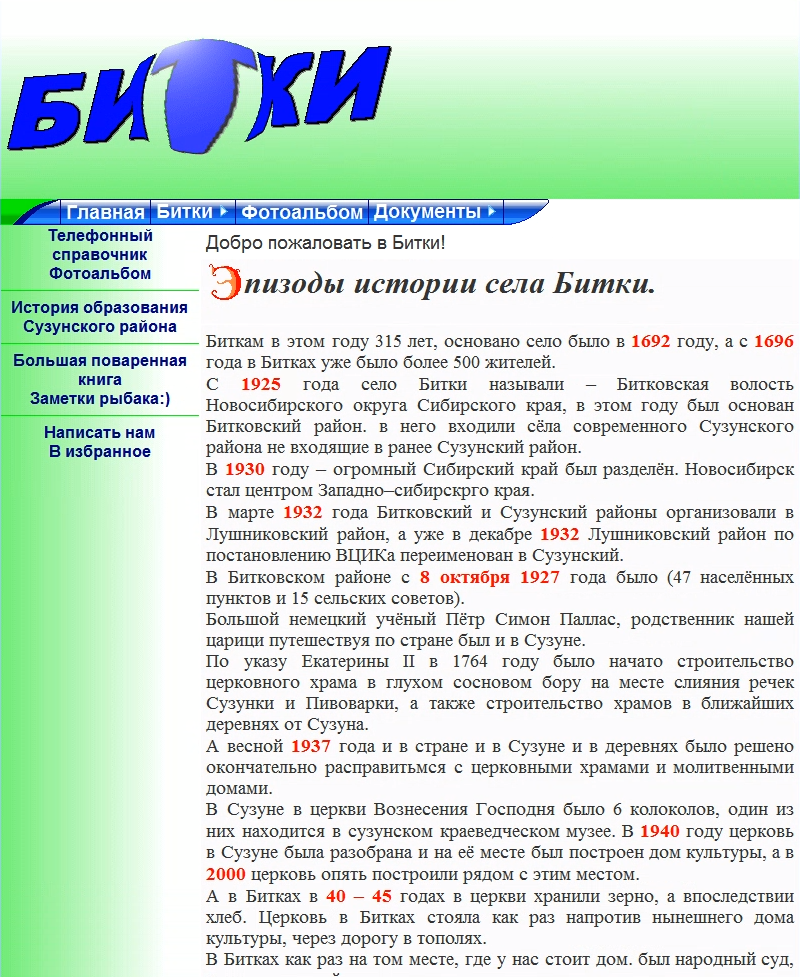 БИТКИ
Главная Битки Фотоальбом Документы
Телефонный
справочник
Фотоальбом
История образования
Сузунского района
Большая поваренная
книга
Заметки рыбака:)
Написать нам
В избранное
Добро пожаловать в Битки!
Эпизоды истории села Битки.
Биткам в этом году 315 лет, основано село было в 1692 году, а с 1696
года в Битках уже было более 500 жителей.
С 1925 года село Битки называли – Битковская волость
Новосибирского округа Сибирского края, в этом году был основан
Битковский район. в него входили сёла современного Сузунского
района не входящие в ранее Сузунский район.
В 1930 году – огромный Сибирский край был разделён. Новосибирск
стал центром Западно–сибирскрго края.
В марте 1932 года Битковский и Сузунский районы организовали в
Лушниковский район, а уже в декабре 1932 Лушниковский район по
постановлению ВЦИКа переименован в Сузунский.
В Битковском районе с 8 октября 1927 года было (47 населённых
пунктов и 15 сельских советов).
Большой немецкий учёный Пётр Симон Паллас, родственник нашей
царици путешествуя по стране был и в Сузуне.
По указу Екатерины II в 1764 году было начато строительство
церковного храма в глухом сосновом бору на месте слияния речек
Сузунки и Пивоварки, а также строительство храмов в ближайших
деревнях от Сузуна.
А весной 1937 года и в стране и в Сузуне и в деревнях было решено
окончательно расправитьмся с церковными храмами и молитвенными
домами.
В Сузуне в церкви Вознесения Господня было 6 колоколов, один из
них находится в сузунском краеведческом музее. В 1940 году церковь
в Сузуне была разобрана и на её месте был построен дом культуры, а в
2000 церковь опять построили рядом с этим местом.
А в Битках в 40 – 45 годах в церкви хранили зерно, а впоследствии
хлеб. Церковь в Битках стояла как раз напротив нынешнего дома
культуры, через дорогу в тополях.
В Битках как раз на том месте, где у нас стоит дом. был народный суд,